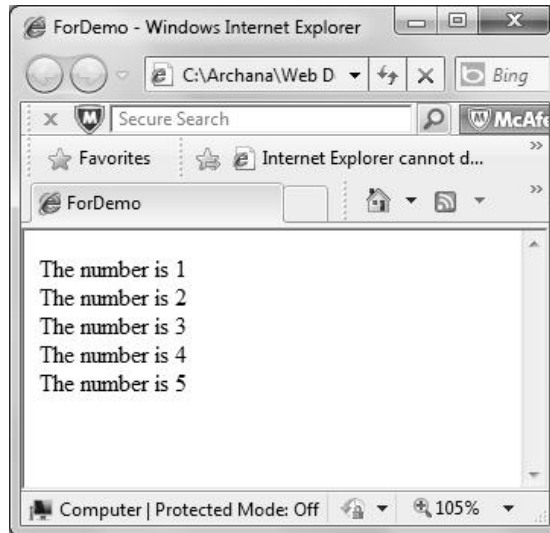 ForDemo - Windows Internet Explorer
C:\Archana\Web D
Bing
Secure Search
McAfe
Favorites
Internet Explorer cannot d...
ForDemo
The number is 1
The number is 2
The number is 3
The number is 4
The number is 5
Computer | Protected Mode: Off
105%